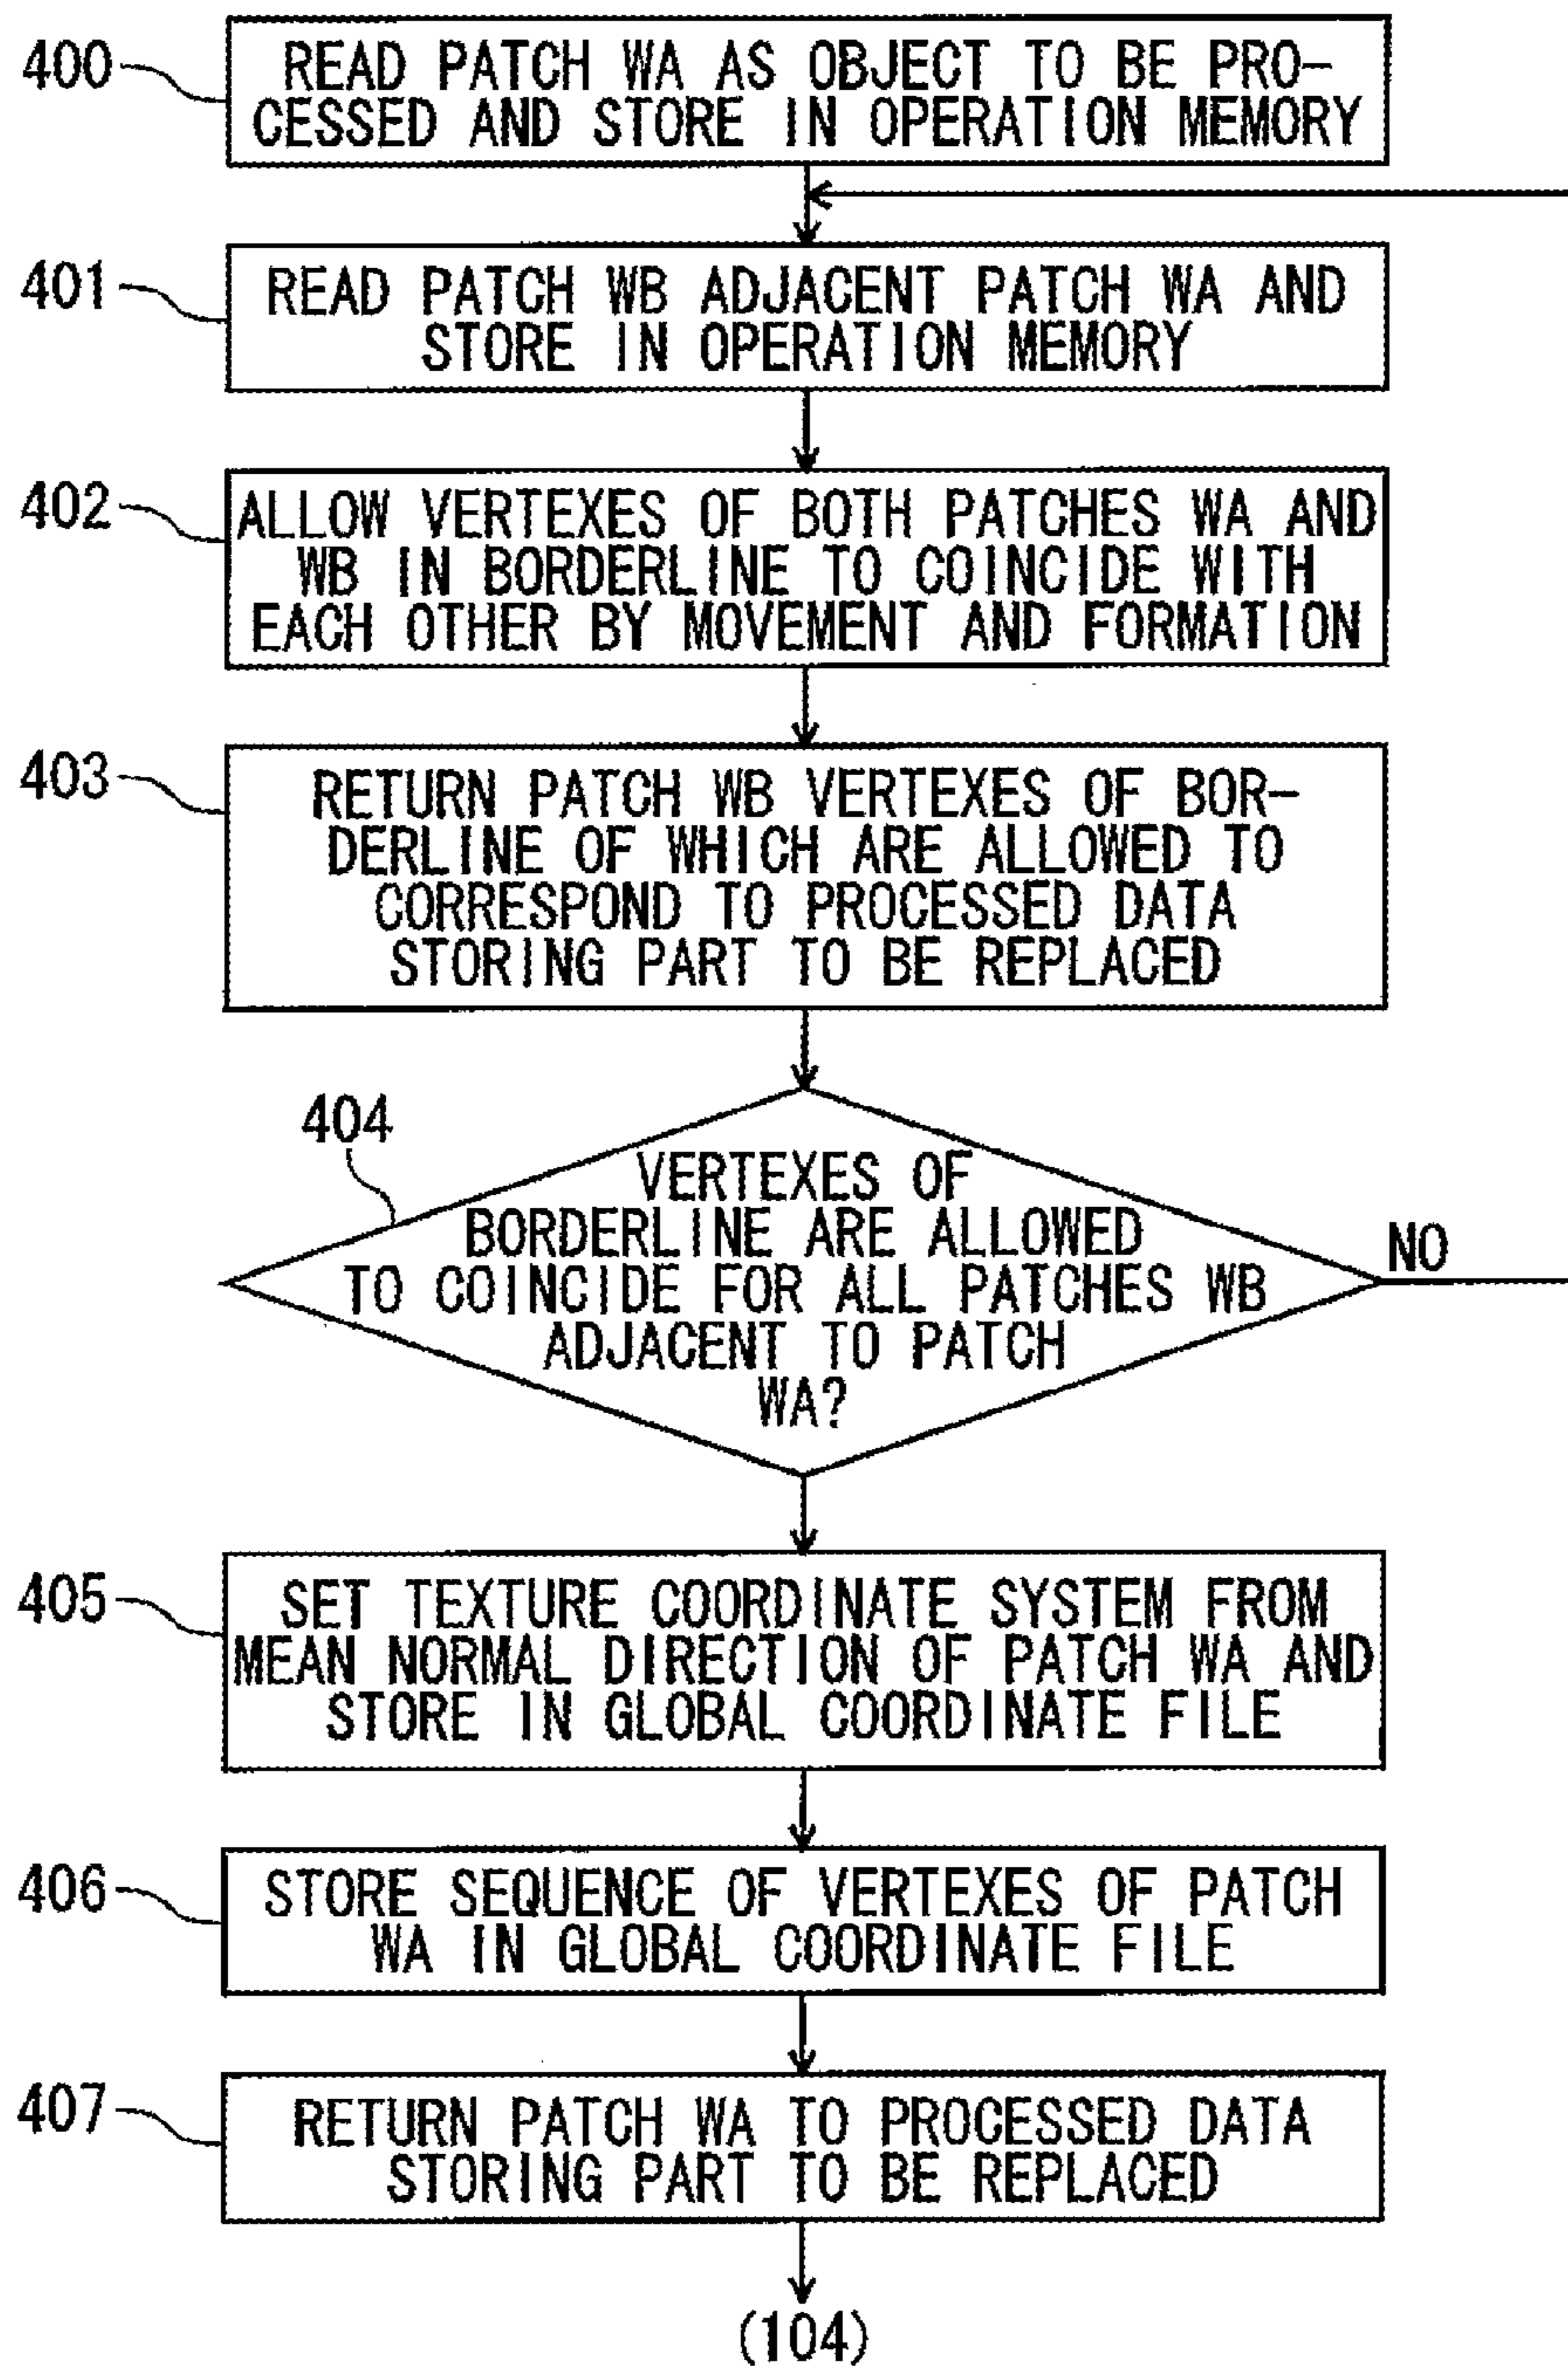 400
READ PATCH WA AS OBJECT TO BE PRO-
CESSED AND STORE IN OPERATION MEMORY
401
READ PATCH WB ADJACENT PATCH WA AND
STORE IN OPERATION MEMORY
402
ALLOW VERTEXES OF BOTH PATCHES WA AND
WB IN BORDERLINE TO COINCIDE WITH
EACH OTHER BY MOVEMENT AND FORMATION
403
RETURN PATCH WB VERTEXES OF BOR-
DERLINE OF WHICH ARE ALLOWED TO
CORRESPOND TO PROCESSED DATA
STORING PART TO BE REPLACED
404
VERTEXES OF
BORDERLINE ARE ALLOWED
TO COINCIDE FOR ALL PATCHES WB
ADJACENT TO PATCH
WA?
NO
405
SET TEXTURE COORDINATE SYSTEM FROM
MEAN NORMAL DIRECTION OF PATCH WA AND
STORE IN GLOBAL COORDINATE FILE
406
STORE SEQUENCE OF VERTEXES OF PATCH
WA IN GLOBAL COORDINATE FILE
407
RETURN PATCH WA TO PROCESSED DATA
STORING PART TO BE REPLACED
(104)